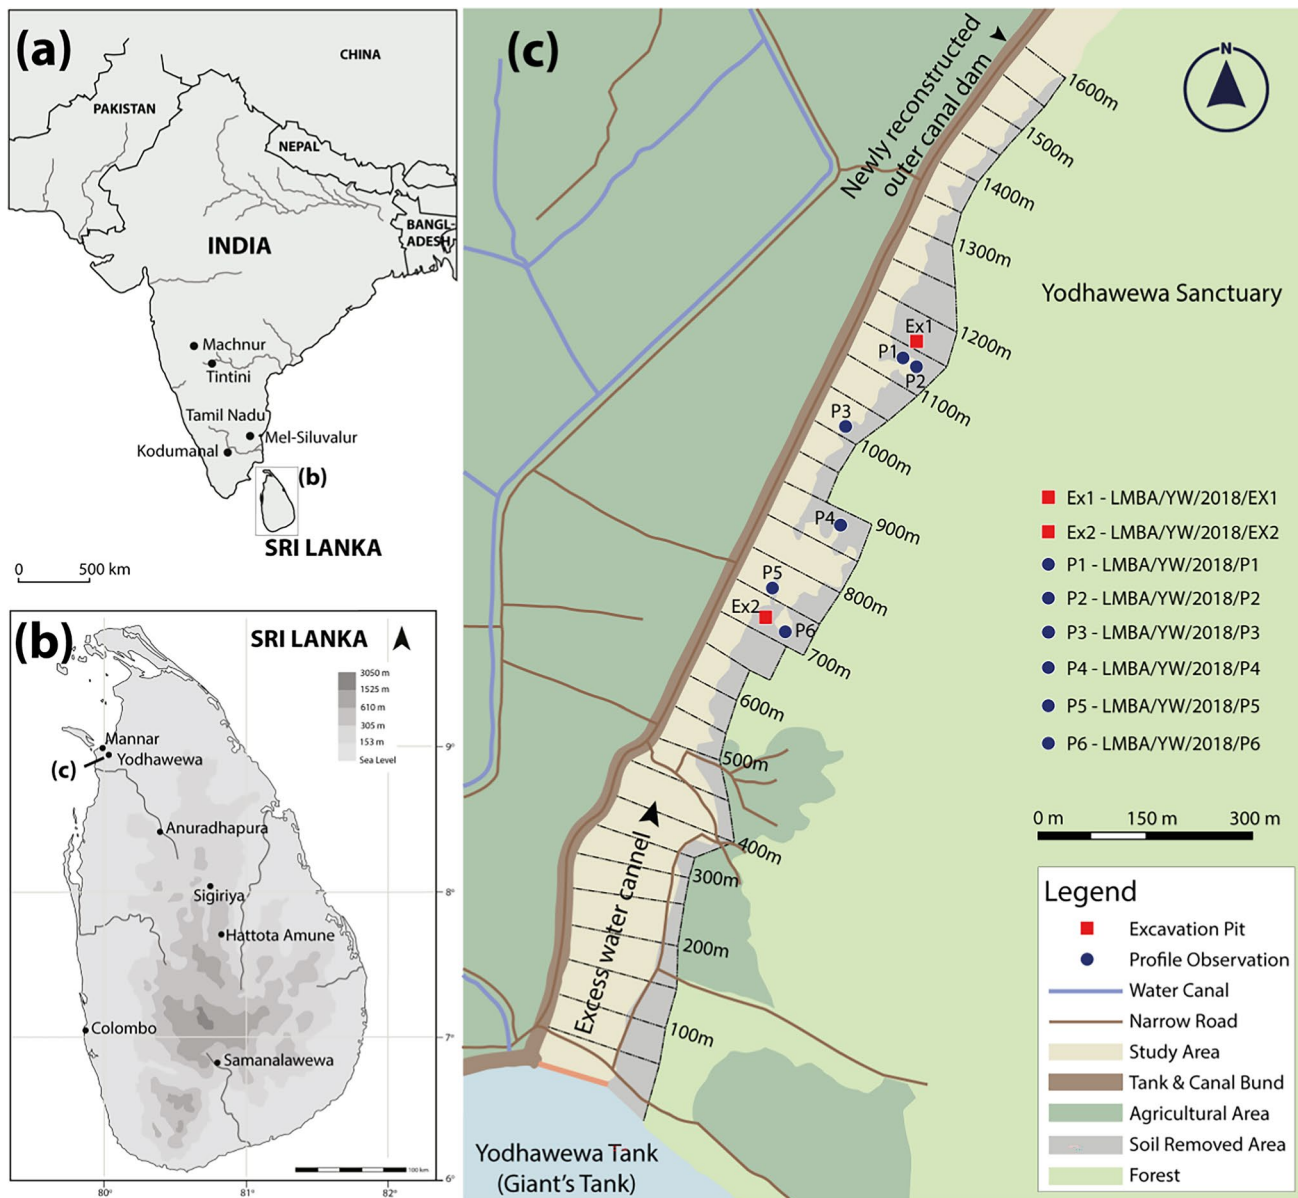 (a)
CHINA
PAKISTAN
NEPAL
BANGL-
ADESH
INDIA
Machnur
Tintini
Tamil Nadu
Mel-Siluvalur
Kodumanal
(b)
SRI LANKA
0 500 km
(b)
SRI LANKA
3050 m
1525 m
610 m
305 m
153 m
Sea Level
Mannar
Yodhawewa
(c)
Anuradhapura
Sigiriya
Hattota Amune
Colombo
Samanalawewa
9°
8°
7°
6°
100 km
80° 81° 82°
(c)
Newly reconstructed
outer canal dam
N
1600m
1500m
1400m
1300m
Yodhawewa Sanctuary
1200m
Ex1
P1
P2
1100m
P3
1000m
P4
900m
P5
800m
Ex2
P6
700m
600m
500m
400m
300m
200m
100m
Excess water cannel
Yodhawewa Tank
(Giant's Tank)
Ex1 - LMBA/YW/2018/EX1
Ex2 - LMBA/YW/2018/EX2
P1 - LMBA/YW/2018/P1
P2 - LMBA/YW/2018/P2
P3 - LMBA/YW/2018/P3
P4 - LMBA/YW/2018/P4
P5 - LMBA/YW/2018/P5
P6 - LMBA/YW/2018/P6
0 m 150 m 300 m
Legend
Excavation Pit
Profile Observation
Water Canal
Narrow Road
Study Area
Tank & Canal Bund
Agricultural Area
Soil Removed Area
Forest